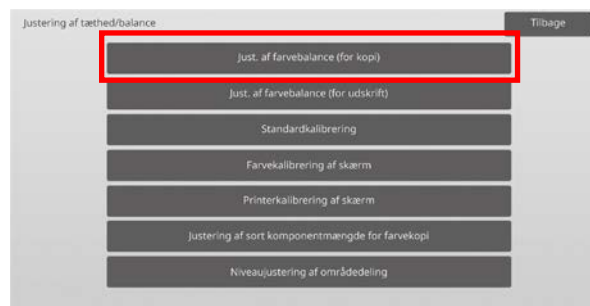 Justering af tæthed/balance
Tilbage
Just. af farvebalance (for kopi)
Just. af farvebalance (for udskrift)
Standardkalibrering
Farvekalibrering af skærm
Printerkalibrering af skærm
Justering af sort komponentmængde for farvekopi
Niveaujustering af områdedeling